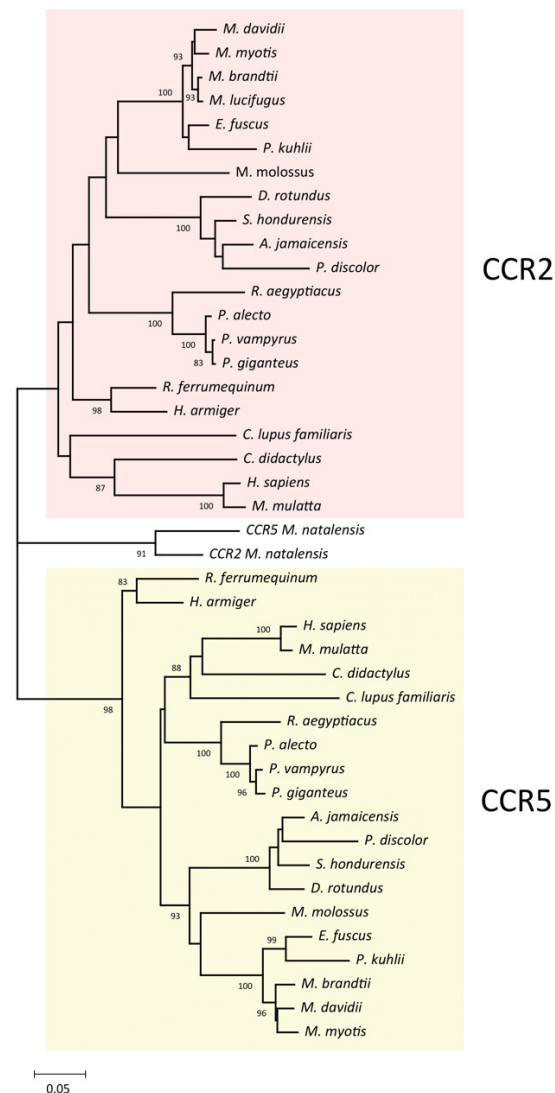 M. davidii
93
M. myotis
M. brandtii
100
93
M. lucifugus
E. fuscus
P. kuhlii
M. molossus
D. rotundus
S. hondurensis
100
A. jamaicensis
P. discolor
CCR2
R. aegyptiacus
P. alecto
100
100
P. vampyrus
83
P. giganteus
R. ferrumequinum
98
H. armiger
C. lupus familiaris
C. didactylus
87
H. sapiens
100
M. mulatta
CCR5 M. natalensis
91
CCR2 M. natalensis
83
R. ferrumequinum
H. armiger
H. sapiens
100
M. mulatta
88
C. didactylus
C. lupus familiaris
98
R. aegyptiacus
P. alecto
100
100
P. vampyrus
96
P. giganteus
CCR5
A. jamaicensis
P. discolor
100
S. hondurensis
D. rotundus
93
M. molossus
E. fuscus
99
P. kuhlii
100
M. brandtii
M. davidii
96
M. myotis
0.05